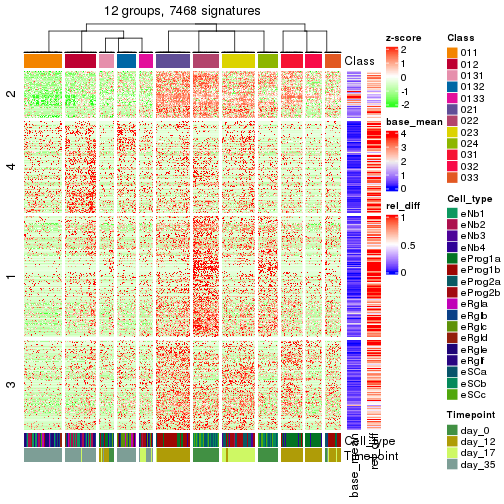 12 groups, 7468 signatures
Class
2
4
1
3
Cell_type
Timepoint
base_mean
rel_diff
z-score
2
1
0
-1
-2
base_mean
4
3
2
1
0
rel_diff
1
0.5
0
Class
011
012
0131
0132
0133
021
022
023
024
031
032
033
Cell_type
eNb1
eNb2
eNb3
eNb4
eProg1a
eProg1b
eProg2a
eProg2b
eRgla
eRglb
eRglc
eRgld
eRgle
eRglf
eSCa
eSCb
eSCc
Timepoint
day_0
day_12
day_17
day_35